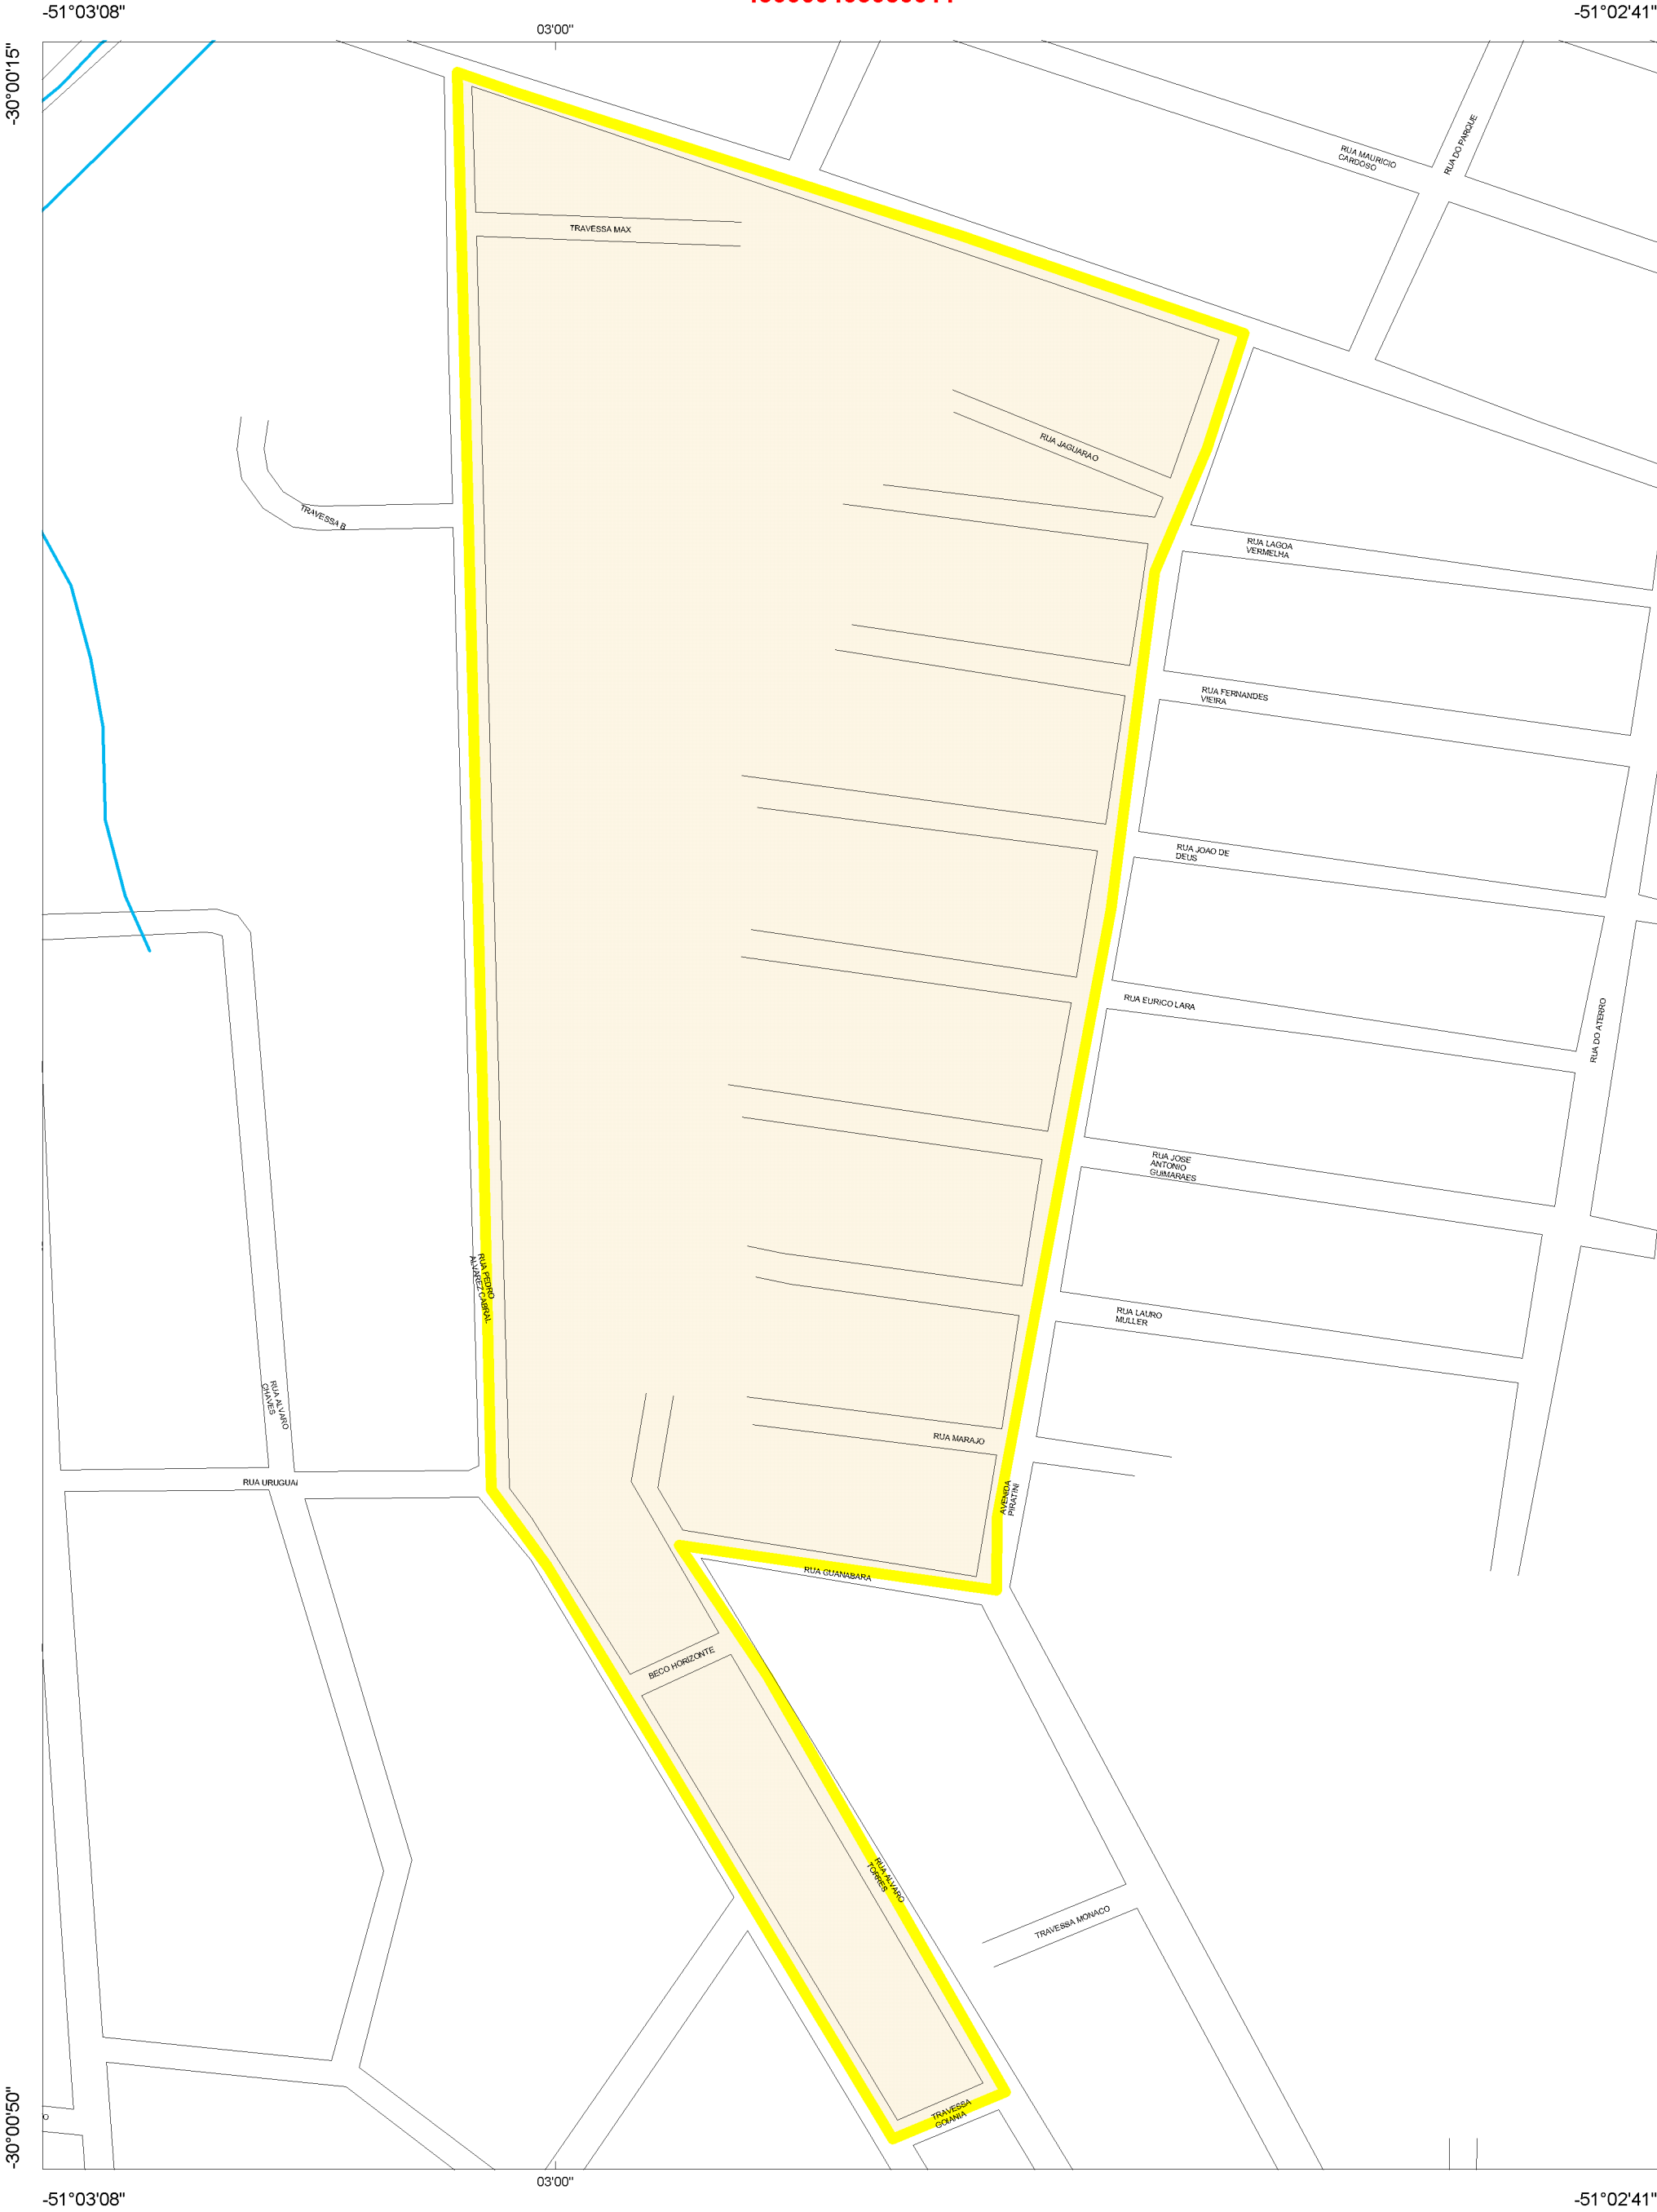 -51°03'08"
-51°02'41"
03'00"
-30°00'15"
RUA DO PARQUE
RUA MAURICIO
CARDOSO
TRAVESSA MAX
RUA JAGUARAO
TRAVESSA B
RUA LAGOA
VERMELHA
RUA FERNANDES
VIEIRA
RUA JOAO DE
DEUS
RUA EURICO LARA
RUA DO ATERRO
RUA JOSE
ANTONIO
GUIMARAES
RUA PEDRO
ALVAREZ CABRAL
RUA LAURO
MULLER
RUA ALVARO
CHAVES
RUA MARAJO
RUA URUGUAI
AVENIDA
PIRATINI
RUA GUANABARA
BECO HORIZONTE
RUA ALVARO
TORRES
TRAVESSA MONACO
TRAVESSA
GOIANIA
O
-30°00'50"
03'00"
-51°03'08"
-51°02'41"